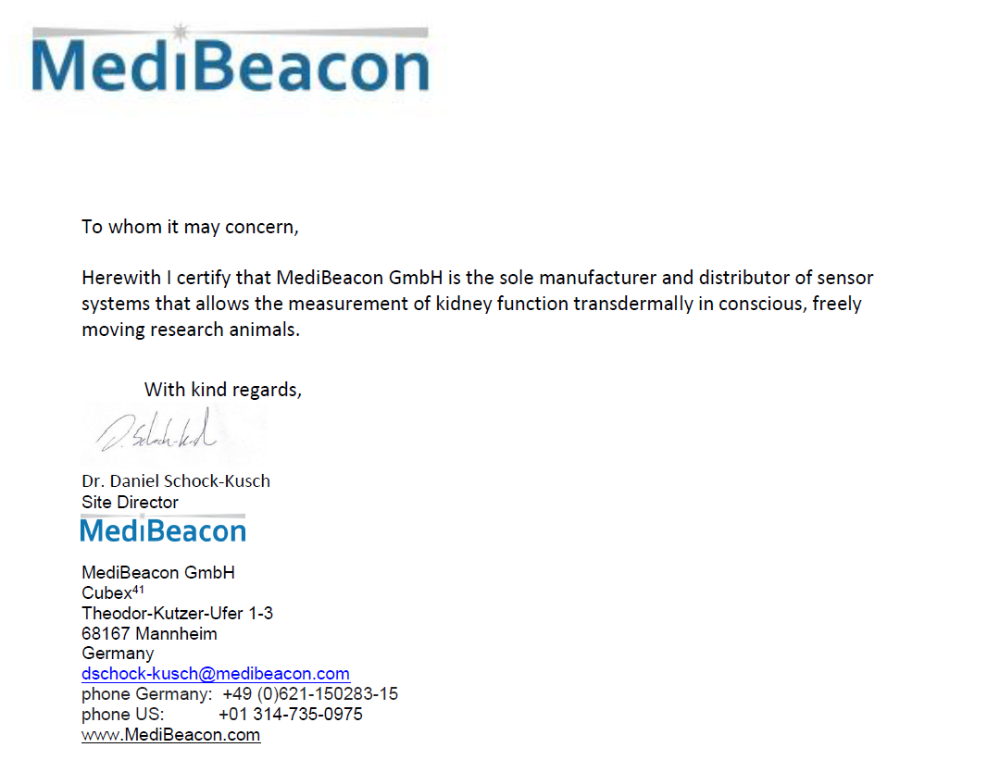 MediBeacon
To whom it may concern,
Herewith I certify that MediBeacon GmbH is the sole manufacturer and distributor of sensor
systems that allows the measurement of kidney function transdermally in conscious, freely
moving research animals.
With kind regards,
D. Schock-Kusch
Dr. Daniel Schock-Kusch
Site Director
MediBeacon
MediBeacon GmbH
Cubex⁴¹
Theodor-Kutzer-Ufer 1-3
68167 Mannheim
Germany
dschock-kusch@medibeacon.com
phone Germany: +49 (0)621-150283-15
phone US: +01 314-735-0975
www.MediBeacon.com